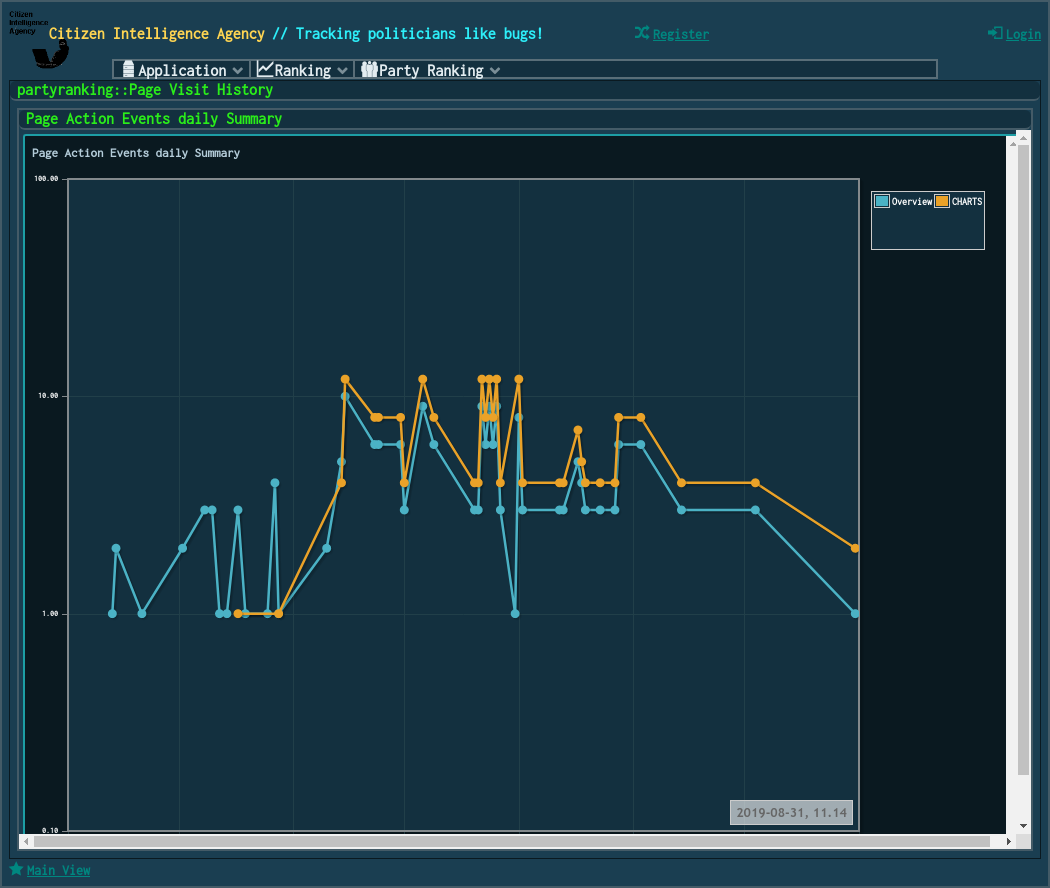 Citizen
Intelligence
Agency
Citizen Intelligence Agency // Tracking politicians like bugs!
Register
Login
Application
Ranking
Party Ranking
partyranking::Page Visit History
Page Action Events daily Summary
Page Action Events daily Summary
100.00
Overview
CHARTS
10.00
1.00
2019-08-31, 11.14
0.10
Main View